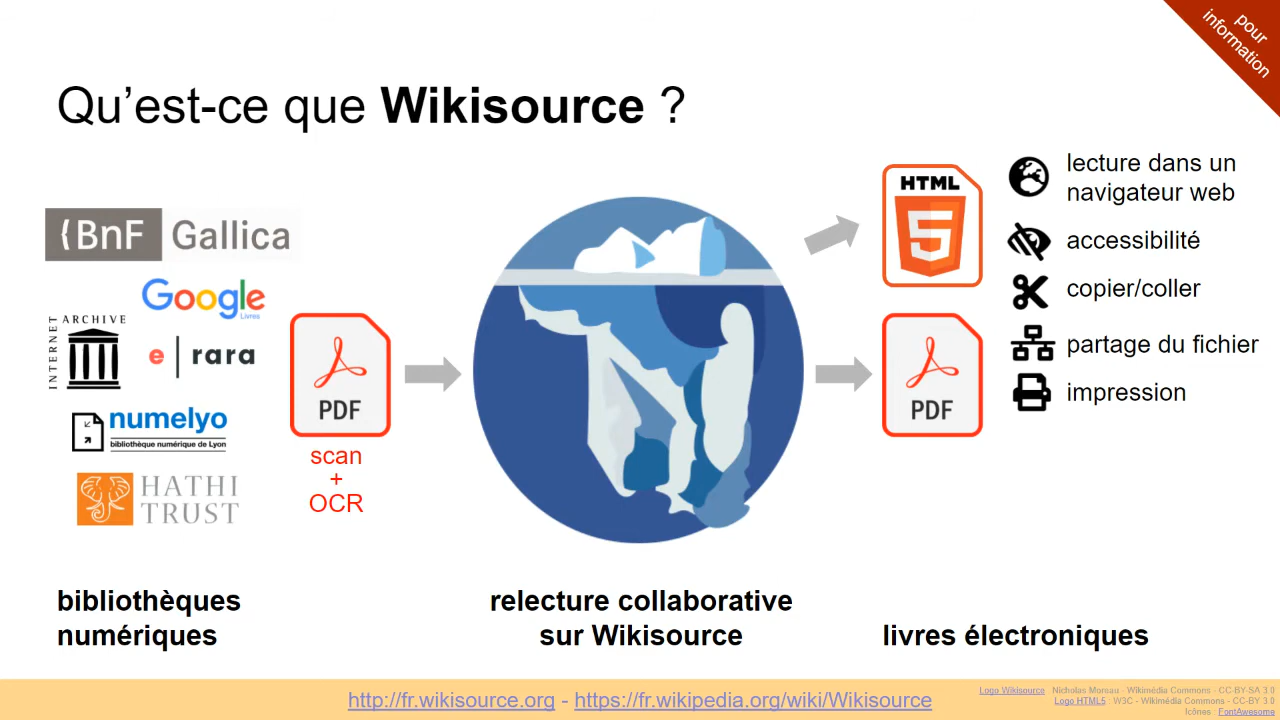 pour
information
Qu’est-ce que Wikisource ?
{BnF Gallica
Google
Livres
INTERNET ARCHIVE
e | rara
numelyo
bibliothèque numérique de Lyon
HATHI
TRUST
PDF
scan
+
OCR
HTML
5
PDF
lecture dans un
navigateur web
accessibilité
copier/coller
partage du fichier
impression
bibliothèques
numériques
relecture collaborative
sur Wikisource
livres électroniques
http://fr.wikisource.org - https://fr.wikipedia.org/wiki/Wikisource
Logo Wikisource : Nicholas Moreau - Wikimédia Commons - CC-BY-SA 3.0
Logo HTML5 : W3C - Wikimédia Commons - CC-BY 3.0
Icônes : FontAwesome